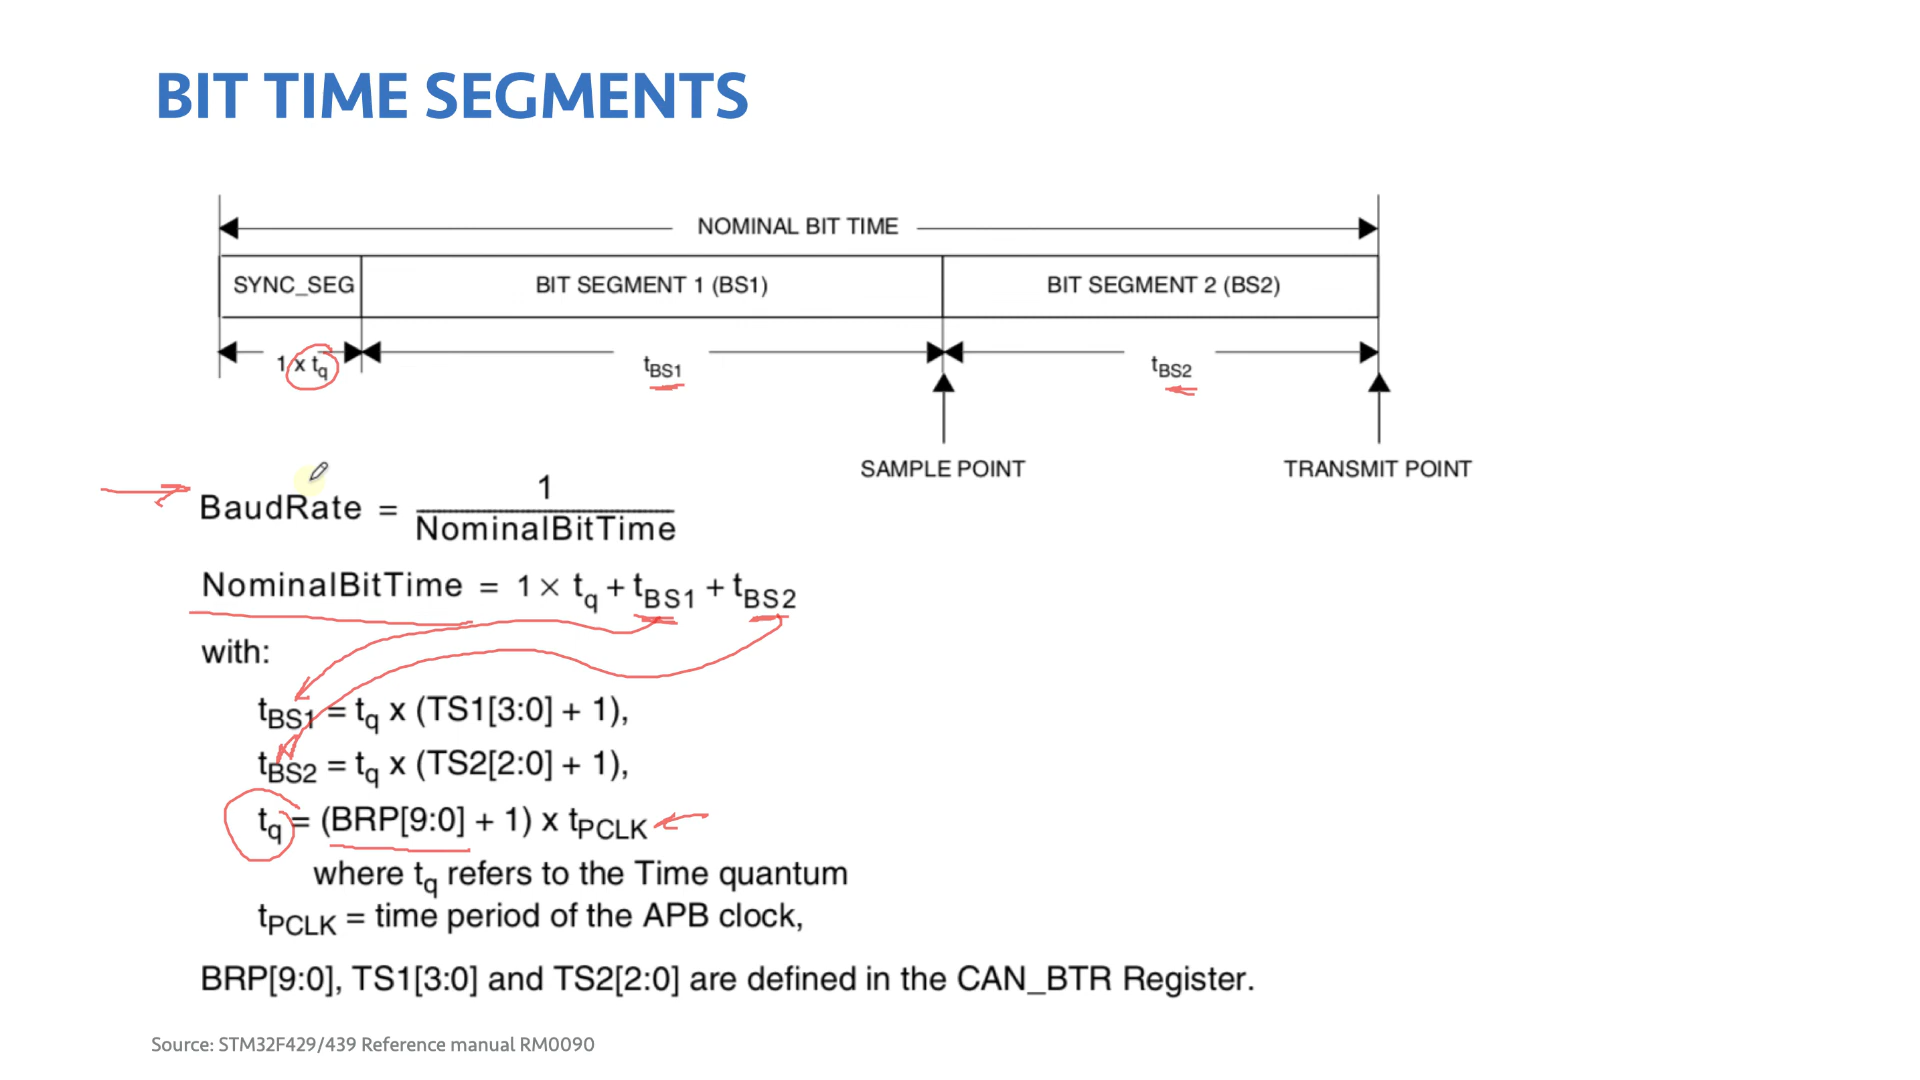 BIT TIME SEGMENTS
NOMINAL BIT TIME
SYNC_SEG BIT SEGMENT 1 (BS1) BIT SEGMENT 2 (BS2)
1 x tq tBS1 tBS2
SAMPLE POINT TRANSMIT POINT
BaudRate = 1 / NominalBitTime
NominalBitTime = 1 × tq + tBS1 + tBS2
with:
tBS1 = tq x (TS1[3:0] + 1),
tBS2 = tq x (TS2[2:0] + 1),
tq = (BRP[9:0] + 1) x tPCLK
where tq refers to the Time quantum
tPCLK = time period of the APB clock,
BRP[9:0], TS1[3:0] and TS2[2:0] are defined in the CAN_BTR Register.
Source: STM32F429/439 Reference manual RM0090